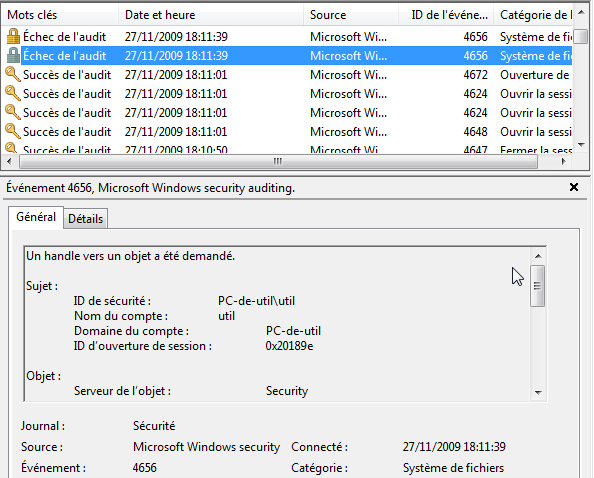 Mots clés Date et heure Source ID de l'événe... Catégorie de l
Échec de l'audit 27/11/2009 18:11:39 Microsoft Wi... 4656 Système de fic
Échec de l'audit 27/11/2009 18:11:39 Microsoft Wi... 4656 Système de fic
Succès de l'audit 27/11/2009 18:11:01 Microsoft Wi... 4672 Ouverture de
Succès de l'audit 27/11/2009 18:11:01 Microsoft Wi... 4624 Ouvrir la sessi
Succès de l'audit 27/11/2009 18:11:01 Microsoft Wi... 4624 Ouvrir la sessi
Succès de l'audit 27/11/2009 18:11:01 Microsoft Wi... 4648 Ouvrir la sessi
Succès de l'audit 27/11/2009 18:10:50 Microsoft Wi... 4647 Fermer la sessi
Événement 4656, Microsoft Windows security auditing.
Général Détails
Un handle vers un objet a été demandé.
Sujet :
ID de sécurité : PC-de-util\util
Nom du compte : util
Domaine du compte : PC-de-util
ID d'ouverture de session : 0x20189e
Objet :
Serveur de l'objet : Security
Journal : Sécurité
Source : Microsoft Windows security Connecté : 27/11/2009 18:11:39
Événement : 4656 Catégorie : Système de fichiers